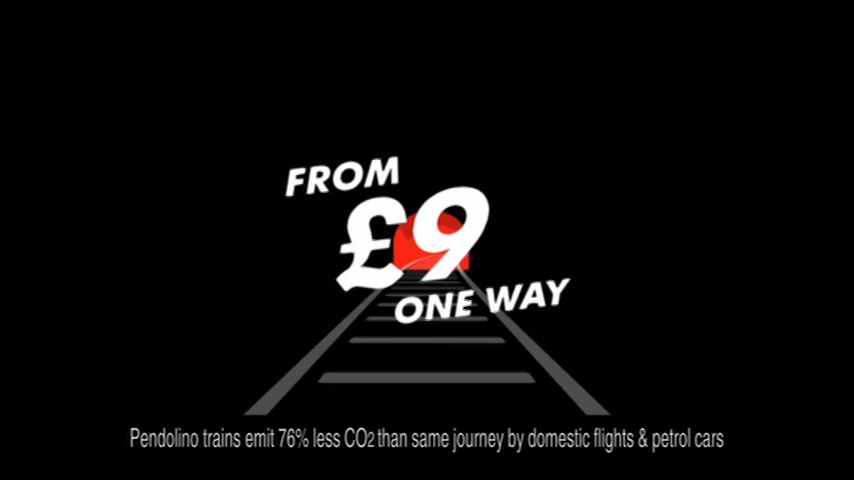 FROM
£9
ONE WAY
Pendolino trains emit 76% less CO2 than same journey by domestic flights & petrol cars